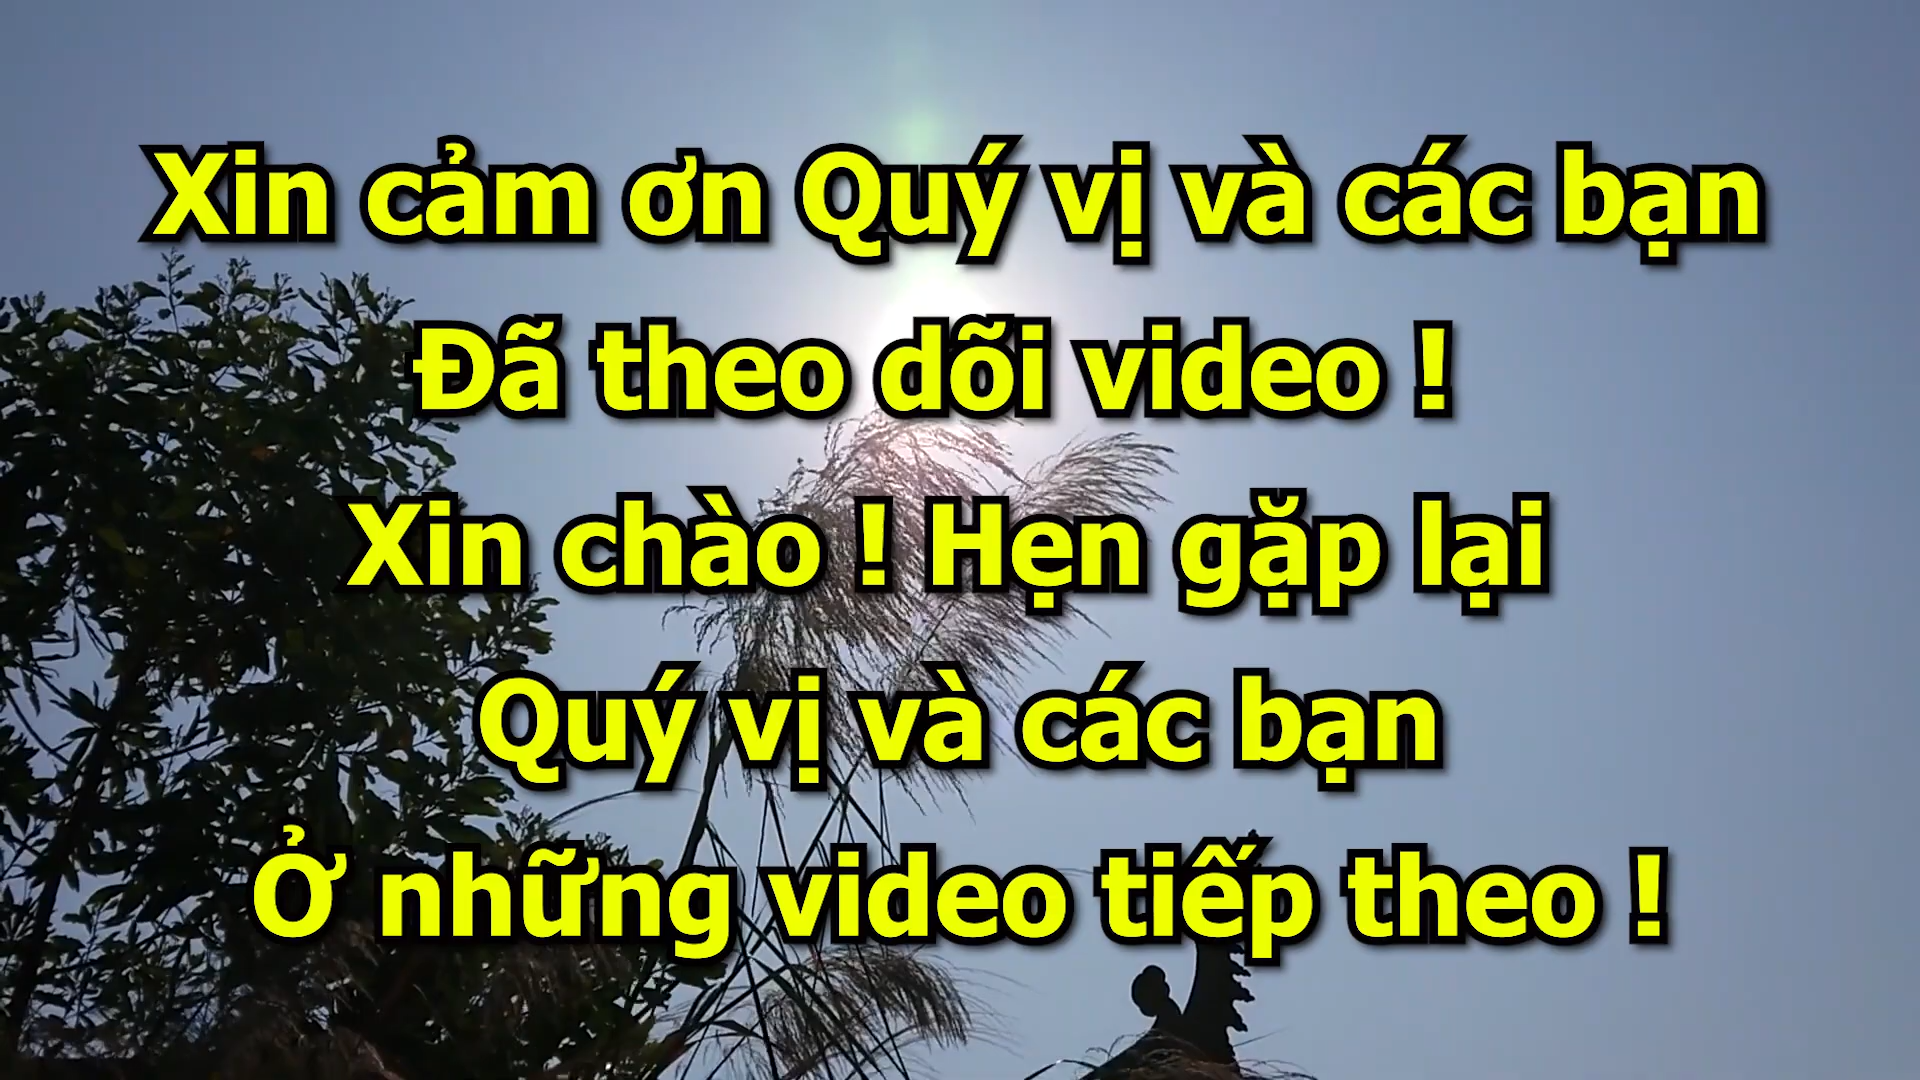 Xin cảm ơn Quý vị và các bạn
Đã theo dõi video !
Xin chào ! Hẹn gặp lại
Quý vị và các bạn
Ở những video tiếp theo !